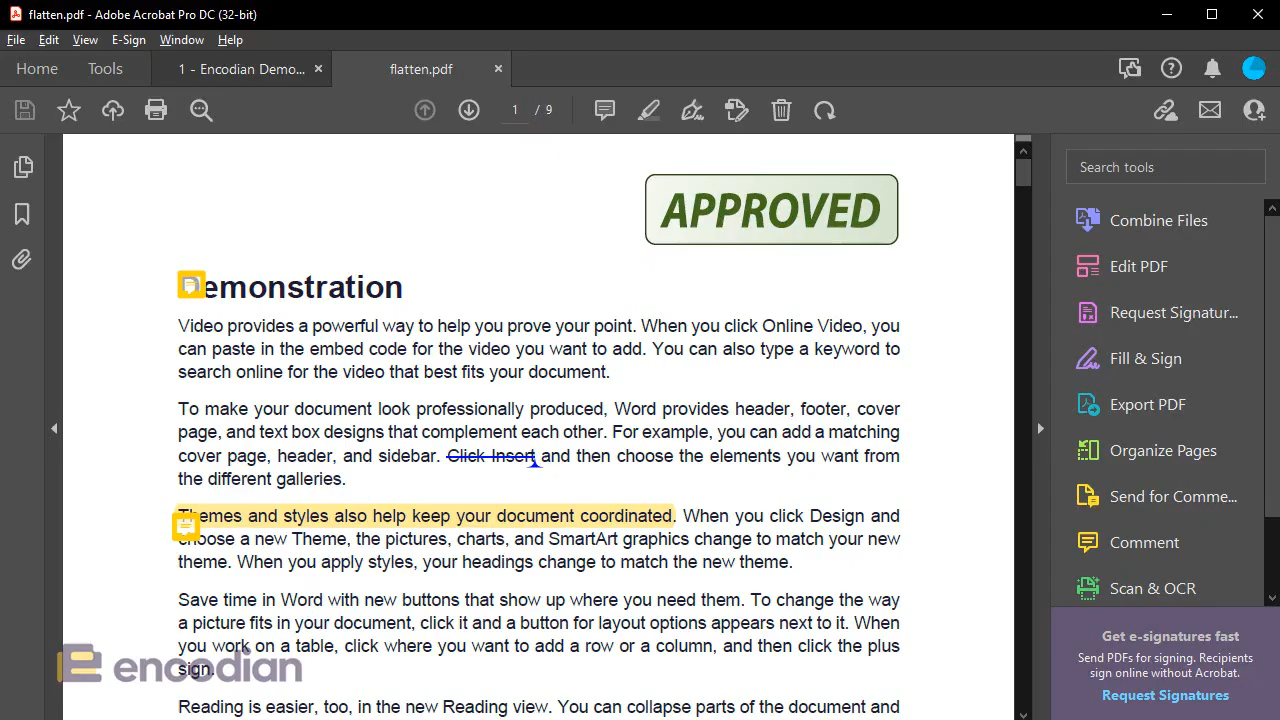 flatten.pdf - Adobe Acrobat Pro DC (32-bit)
File Edit View E-Sign Window Help
Home Tools 1 - Encodian Demo... × flatten.pdf ×
1 / 9
Search tools
Combine Files
Edit PDF
Request Signatur...
Fill & Sign
Export PDF
Organize Pages
Send for Comme...
Comment
Scan & OCR
Get e-signatures fast
Send PDFs for signing. Recipients
sign online without Acrobat.
Request Signatures
APPROVED
Demonstration
Video provides a powerful way to help you prove your point. When you click Online Video, you
can paste in the embed code for the video you want to add. You can also type a keyword to
search online for the video that best fits your document.
To make your document look professionally produced, Word provides header, footer, cover
page, and text box designs that complement each other. For example, you can add a matching
cover page, header, and sidebar. Click Insert and then choose the elements you want from
the different galleries.
Themes and styles also help keep your document coordinated. When you click Design and
choose a new Theme, the pictures, charts, and SmartArt graphics change to match your new
theme. When you apply styles, your headings change to match the new theme.
Save time in Word with new buttons that show up where you need them. To change the way
a picture fits in your document, click it and a button for layout options appears next to it. When
you work on a table, click where you want to add a row or a column, and then click the plus
sign.
Reading is easier, too, in the new Reading view. You can collapse parts of the document and
encodian